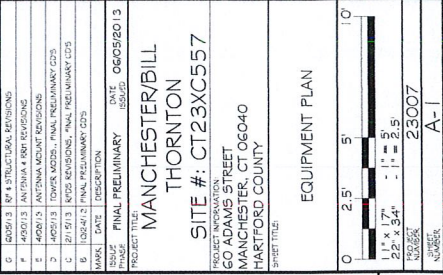 G 6/05/13 RF & STRUCTURAL REVISIONS
F 4/30/13 ANTENNA & RRH REVISIONS
E 4/08/13 ANTENNA MOUNT REVISIONS
D 4/05/13 TOWER MODS., FINAL PRELIMINARY CD'S
C 2/15/13 RFDS REVISIONS, FINAL PRELIMINARY CD'S
B 10/24/12 FINAL PRELIMINARY CD'S
MARK DATE DESCRIPTION
ISSUE PHASE FINAL PRELIMINARY DATE ISSUED 06/05/2013
PROJECT TITLE:
MANCHESTER/BILL
THORNTON
SITE #: CT23XC557
PROJECT INFORMATION:
60 ADAMS STREET
MANCHESTER, CT 06040
HARTFORD COUNTY
SHEET TITLE:
EQUIPMENT PLAN
0 2.5' 5' 10'
11" x 17" - 1" = 5'
22" x 34" - 1" = 2.5'
PROJECT NUMBER 23007
SHEET NUMBER A-1